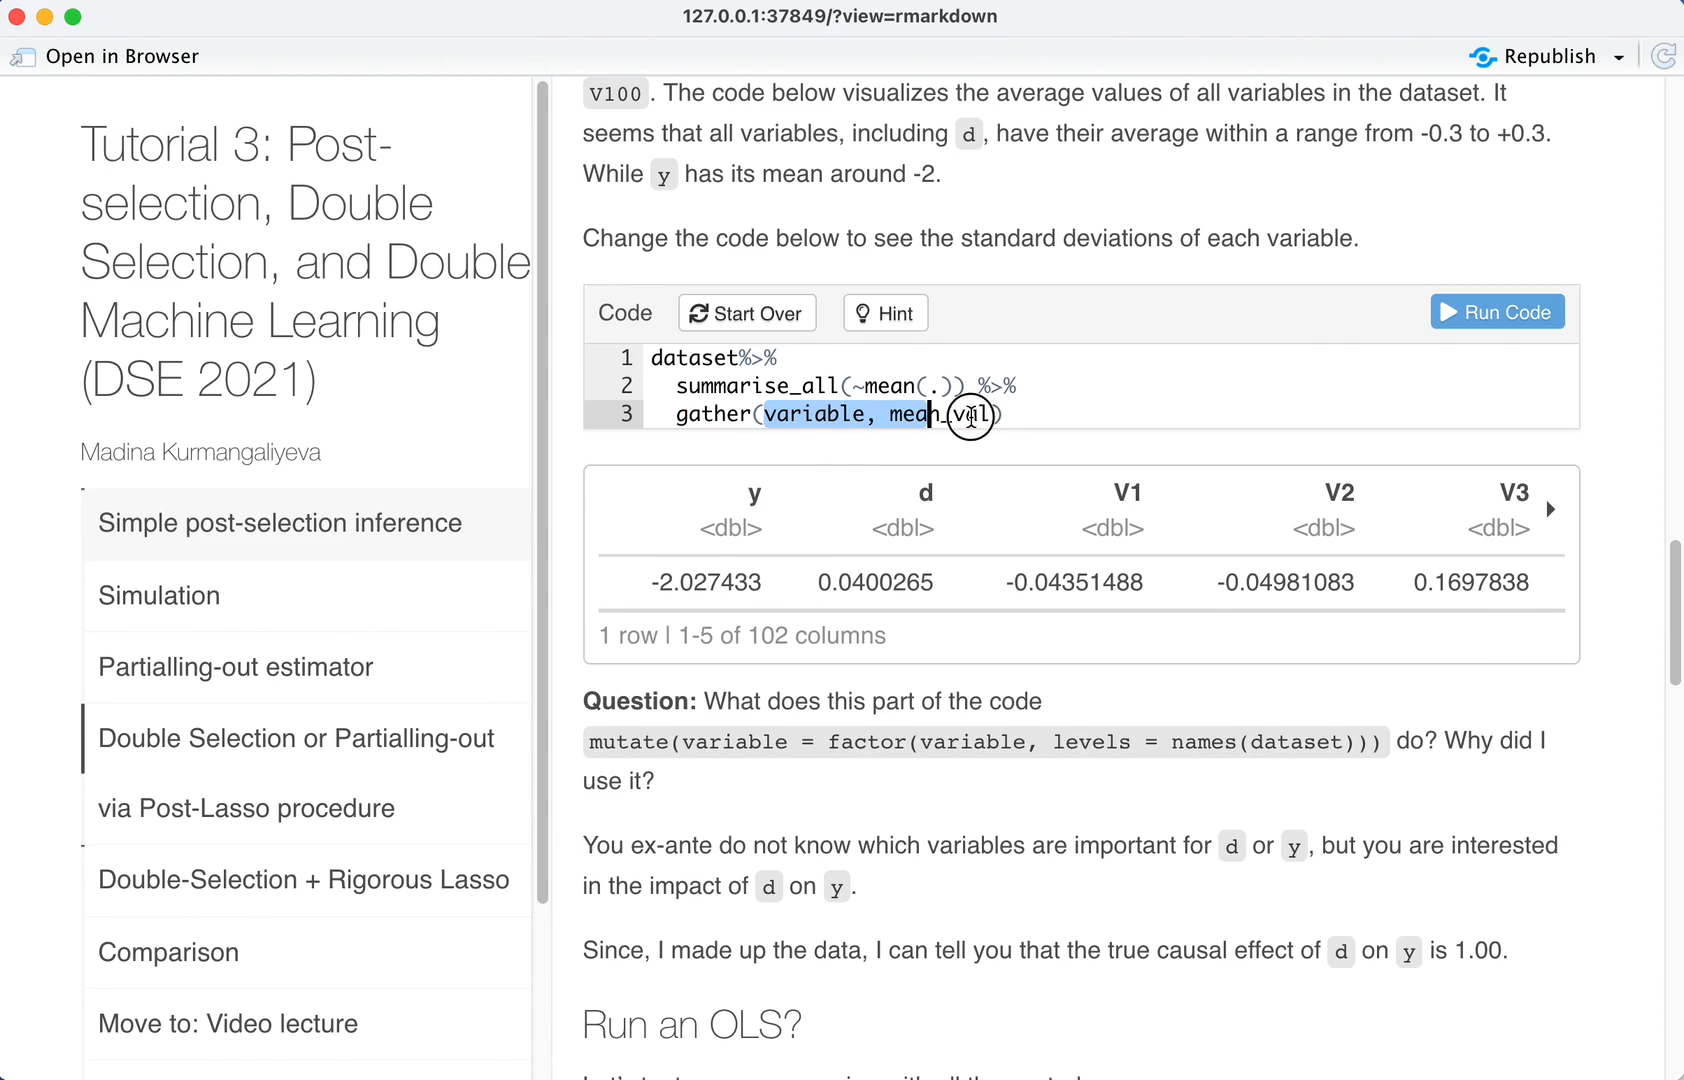 127.0.0.1:37849/?view=rmarkdown
Open in Browser
Republish
Tutorial 3: Post-
selection, Double
Selection, and Double
Machine Learning
(DSE 2021)
Madina Kurmangaliyeva
Simple post-selection inference
Simulation
Partialling-out estimator
Double Selection or Partialling-out
via Post-Lasso procedure
Double-Selection + Rigorous Lasso
Comparison
Move to: Video lecture
V100 . The code below visualizes the average values of all variables in the dataset. It
seems that all variables, including d , have their average within a range from -0.3 to +0.3.
While y has its mean around -2.
Change the code below to see the standard deviations of each variable.
Code Start Over Hint Run Code
1 dataset%>%
2 summarise_all(~mean(.)) %>%
3 gather(variable, mean_val)
y d V1 V2 V3
<dbl> <dbl> <dbl> <dbl> <dbl>
-2.027433 0.0400265 -0.04351488 -0.04981083 0.1697838
1 row | 1-5 of 102 columns
Question: What does this part of the code
mutate(variable = factor(variable, levels = names(dataset))) do? Why did I
use it?
You ex-ante do not know which variables are important for d or y , but you are interested
in the impact of d on y .
Since, I made up the data, I can tell you that the true causal effect of d on y is 1.00.
Run an OLS?